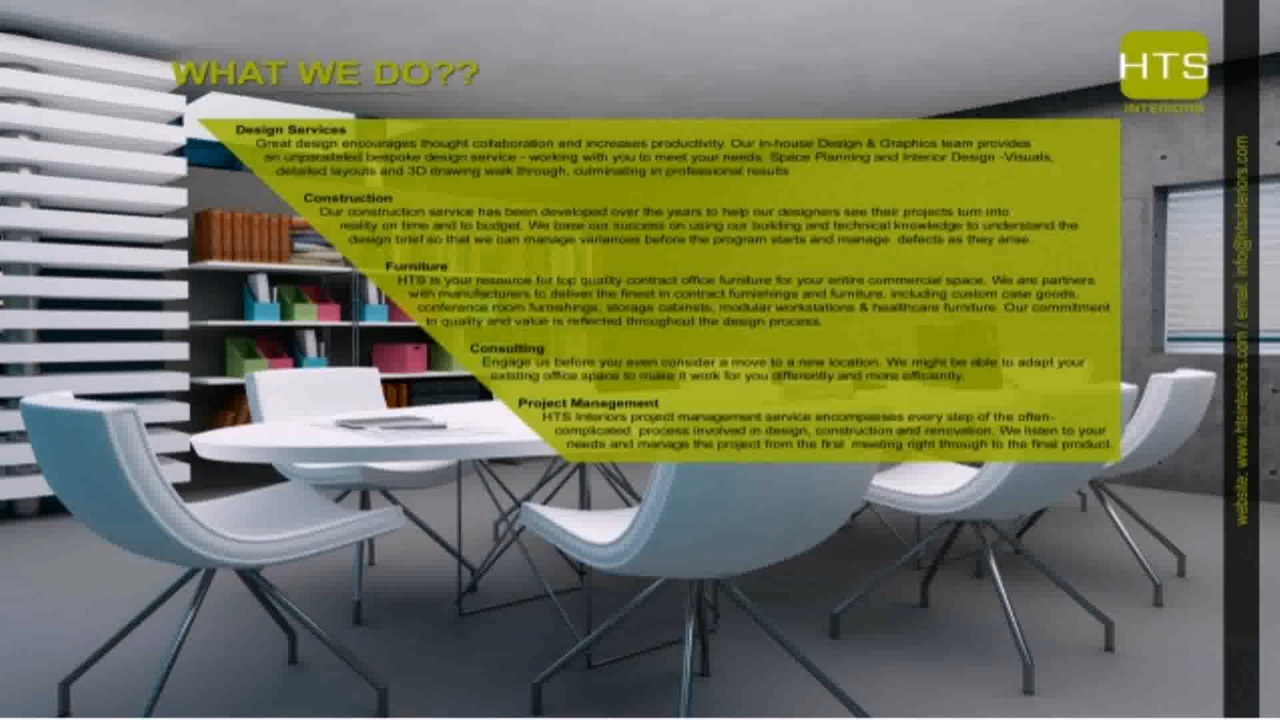 WHAT WE DO??
HTS
INTERIORS
Design Services
Great design encourages thought collaboration and increases productivity. Our in-house Design & Graphics team provides
an unparalleled bespoke design service - working with you to meet your needs. Space Planning and Interior Design -Visuals,
detailed layouts and 3D drawing walk through, culminating in professional results
Construction
Our construction service has been developed over the years to help our designers see their projects turn into
reality on time and to budget. We base our success on using our building and technical knowledge to understand the
design brief so that we can manage variances before the program starts and manage defects as they arise.
Furniture
HTS is your resource for top quality contract office furniture for your entire commercial space. We are partners
with manufacturers to deliver the finest in contract furnishings and furniture, including custom case goods,
conference room furnishings, storage cabinets, modular workstations & healthcare furniture. Our commitment
to quality and value is reflected throughout the design process.
Consulting
Engage us before you even consider a move to a new location. We might be able to adapt your
existing office space to make it work for you differently and more efficiently.
Project Management
HTS Interiors project management service encompasses every step of the often-
complicated process involved in design, construction and renovation. We listen to your
needs and manage the project from the first meeting right through to the final product.
website: www.htsinteriors.com / email: info@htsinteriors.com